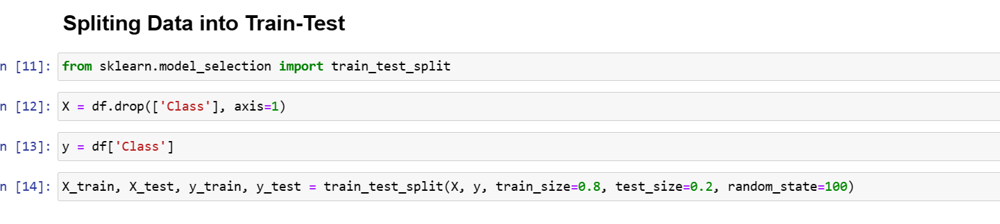 Spliting Data into Train-Test
n [11]: from sklearn.model_selection import train_test_split
n [12]: X = df.drop(['Class'], axis=1)
n [13]: y = df['Class']
n [14]: X_train, X_test, y_train, y_test = train_test_split(X, y, train_size=0.8, test_size=0.2, random_state=100)